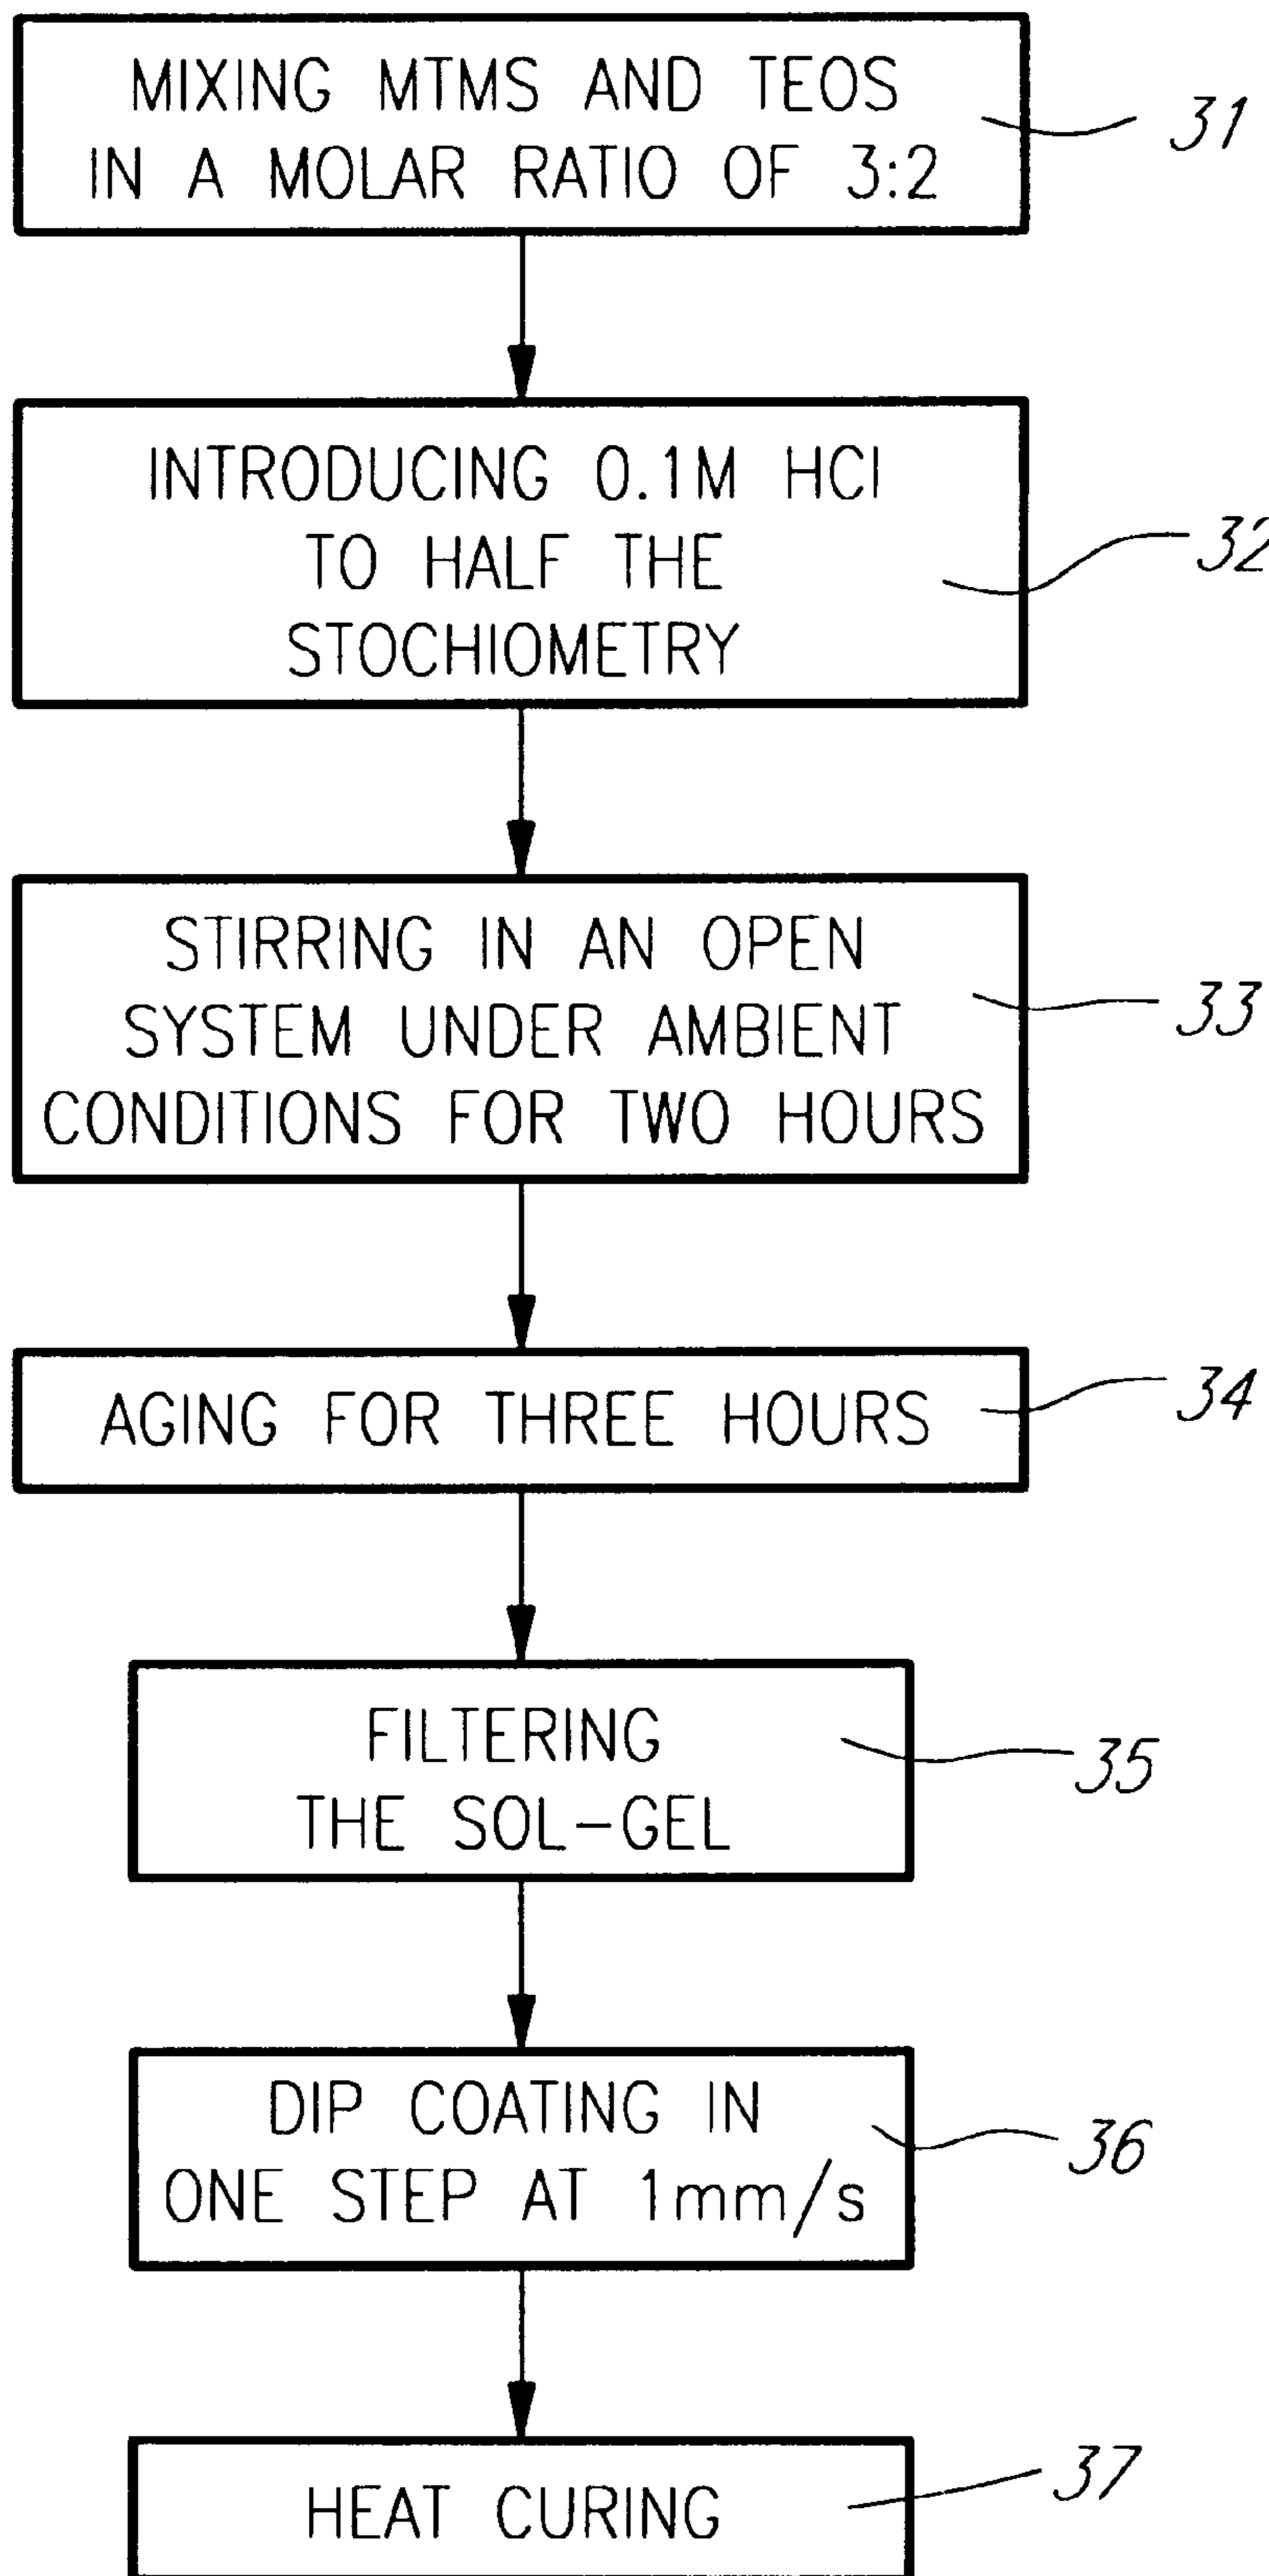 MIXING MTMS AND TEOS
IN A MOLAR RATIO OF 3:2
31
INTRODUCING 0.1M HCl
TO HALF THE
STOCHIOMETRY
32
STIRRING IN AN OPEN
SYSTEM UNDER AMBIENT
CONDITIONS FOR TWO HOURS
33
AGING FOR THREE HOURS
34
FILTERING
THE SOL-GEL
35
DIP COATING IN
ONE STEP AT 1mm/s
36
HEAT CURING
37